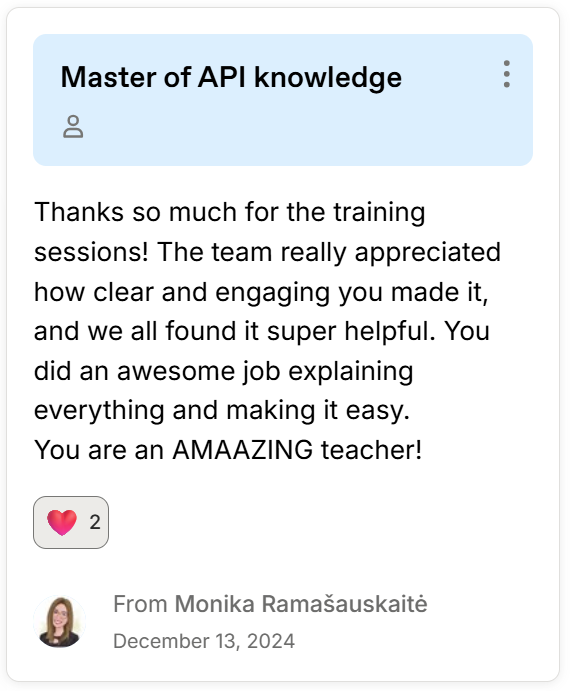 Master of API knowledge
Thanks so much for the training
sessions! The team really appreciated
how clear and engaging you made it,
and we all found it super helpful. You
did an awesome job explaining
everything and making it easy.
You are an AMAAZING teacher!
2
From Monika Ramašauskaitė
December 13, 2024